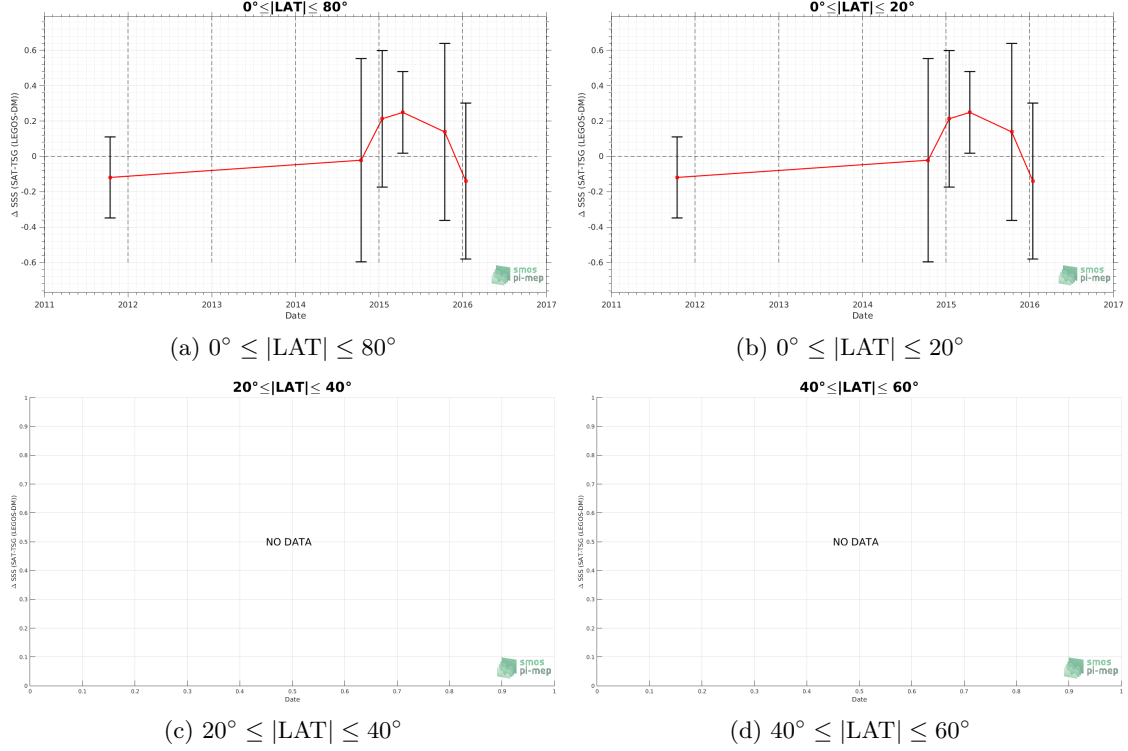 0°≤|LAT|≤ 80°
Δ SSS (SAT-TSG (LEGOS-DM))
0.6
0.4
0.2
0
-0.2
-0.4
-0.6
2011 2012 2013 2014 2015 2016 2017
Date
smos
pi-mep
(a) 0° ≤ |LAT| ≤ 80°
0°≤|LAT|≤ 20°
Δ SSS (SAT-TSG (LEGOS-DM))
0.6
0.4
0.2
0
-0.2
-0.4
-0.6
2011 2012 2013 2014 2015 2016 2017
Date
smos
pi-mep
(b) 0° ≤ |LAT| ≤ 20°
20°≤|LAT|≤ 40°
Δ SSS (SAT-TSG (LEGOS-DM))
1
0.9
0.8
0.7
0.6
0.5
0.4
0.3
0.2
0.1
0
NO DATA
0 0.1 0.2 0.3 0.4 0.5 0.6 0.7 0.8 0.9 1
Date
smos
pi-mep
(c) 20° ≤ |LAT| ≤ 40°
40°≤|LAT|≤ 60°
Δ SSS (SAT-TSG (LEGOS-DM))
1
0.9
0.8
0.7
0.6
0.5
0.4
0.3
0.2
0.1
0
NO DATA
0 0.1 0.2 0.3 0.4 0.5 0.6 0.7 0.8 0.9 1
Date
smos
pi-mep
(d) 40° ≤ |LAT| ≤ 60°